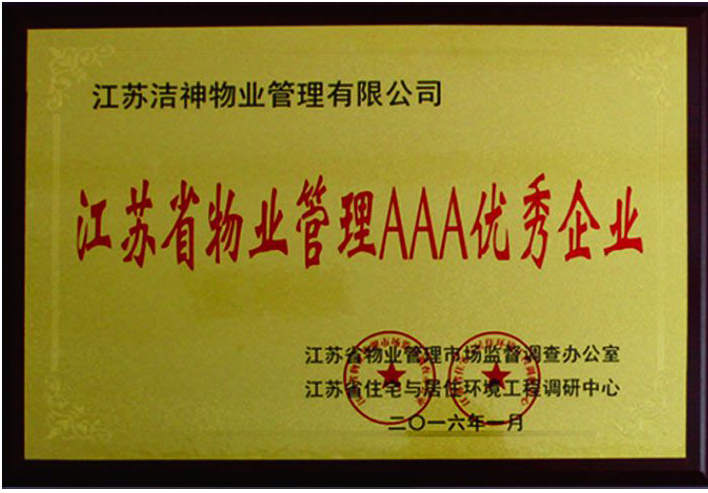 江苏洁神物业管理有限公司
江苏省物业管理AAA优秀企业
江苏省物业管理市场监督调查办公室
江苏省住宅与居住环境工程调研中心
二〇一六年一月